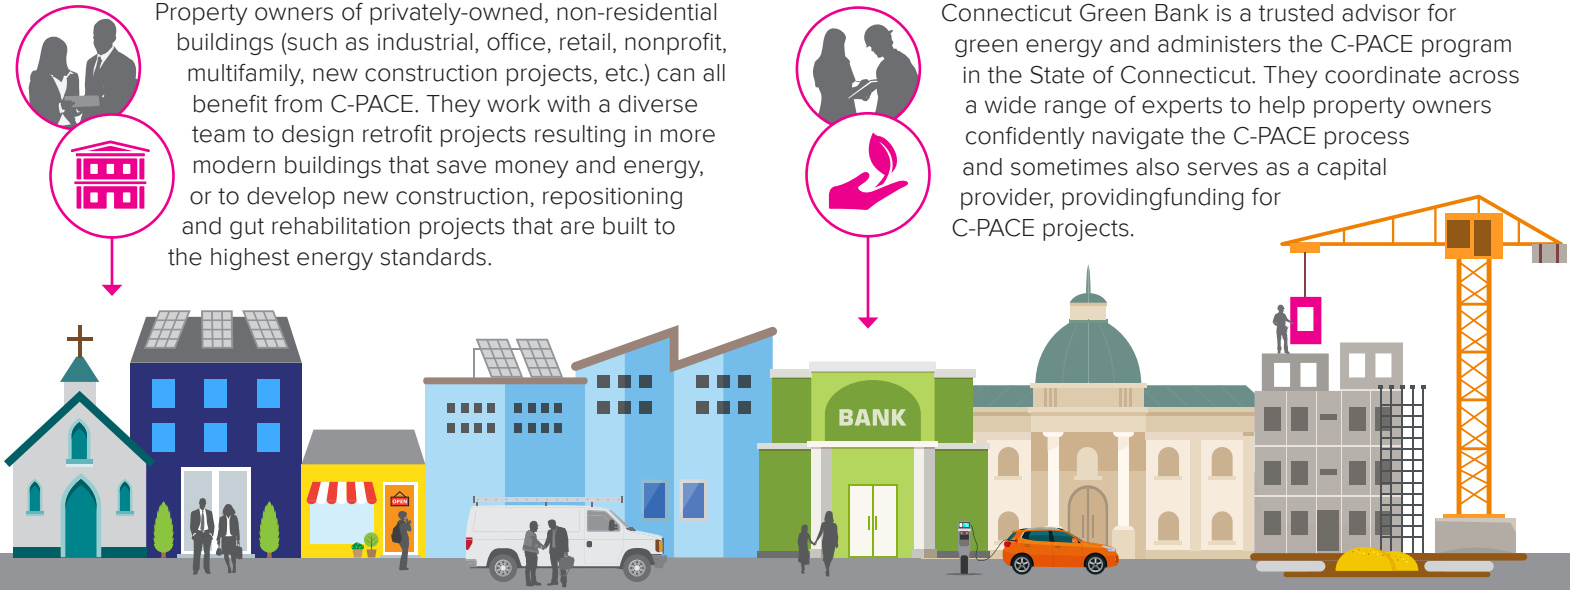 Property owners of privately-owned, non-residential
buildings (such as industrial, office, retail, nonprofit,
multifamily, new construction projects, etc.) can all
benefit from C-PACE. They work with a diverse
team to design retrofit projects resulting in more
modern buildings that save money and energy,
or to develop new construction, repositioning
and gut rehabilitation projects that are built to
the highest energy standards.
Connecticut Green Bank is a trusted advisor for
green energy and administers the C-PACE program
in the State of Connecticut. They coordinate across
a wide range of experts to help property owners
confidently navigate the C-PACE process
and sometimes also serves as a capital
provider, providingfunding for
C-PACE projects.
BANK
OPEN